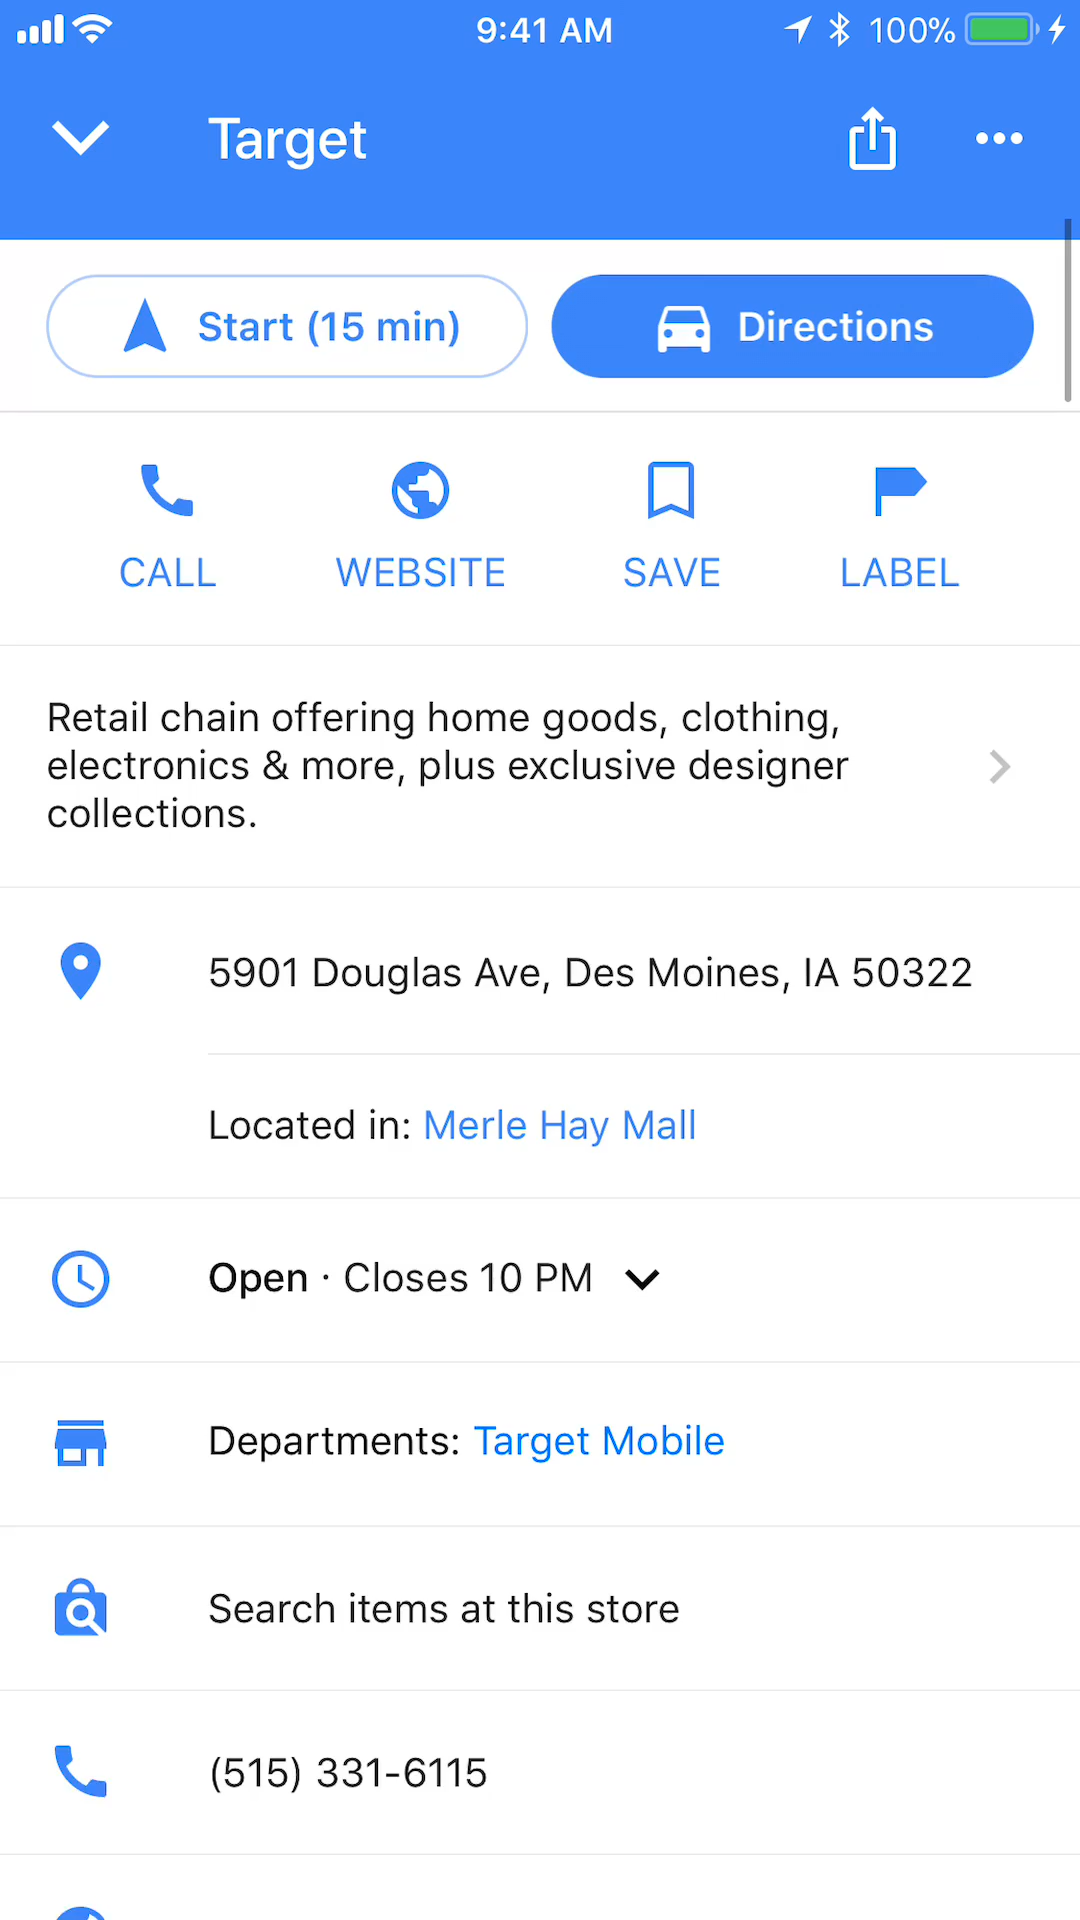 9:41 AM 100%
Target
Start (15 min) Directions
CALL WEBSITE SAVE LABEL
Retail chain offering home goods, clothing,
electronics & more, plus exclusive designer
collections.
5901 Douglas Ave, Des Moines, IA 50322
Located in: Merle Hay Mall
Open · Closes 10 PM
Departments: Target Mobile
Search items at this store
(515) 331-6115